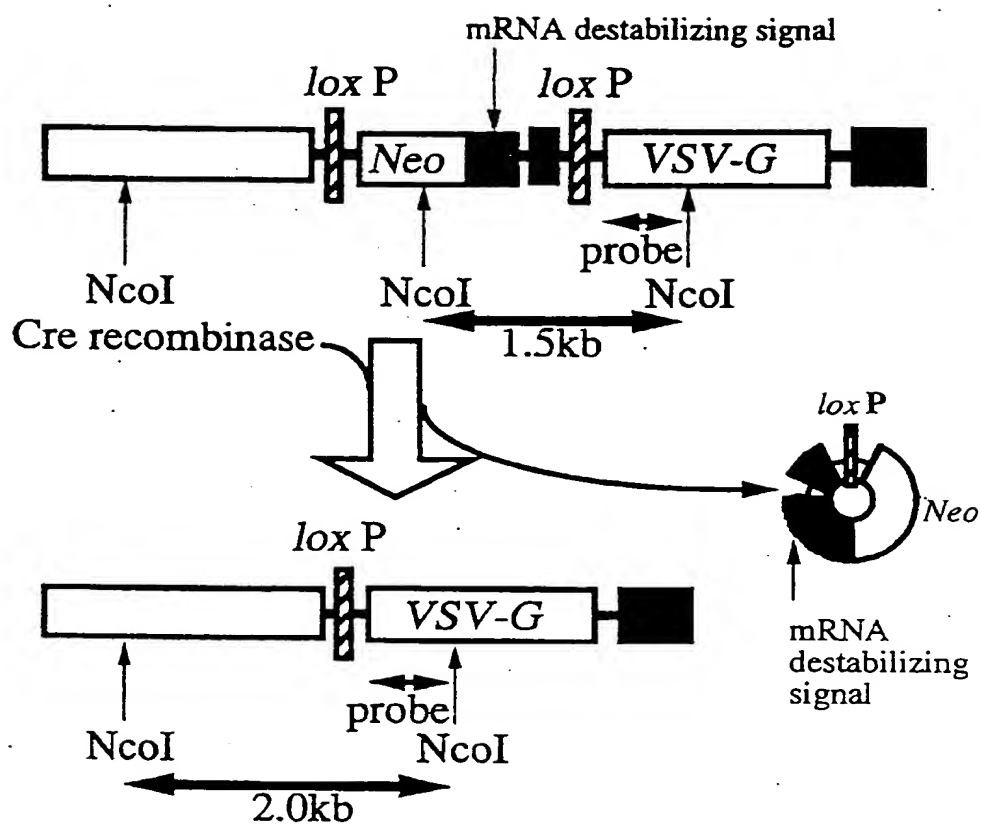 mRNA destabilizing signal
lox P
lox P
Neo
VSV-G
probe
NcoI
NcoI
NcoI
1.5kb
Cre recombinase
lox P
Neo
mRNA
destabilizing
signal
lox P
VSV-G
probe
NcoI
NcoI
2.0kb